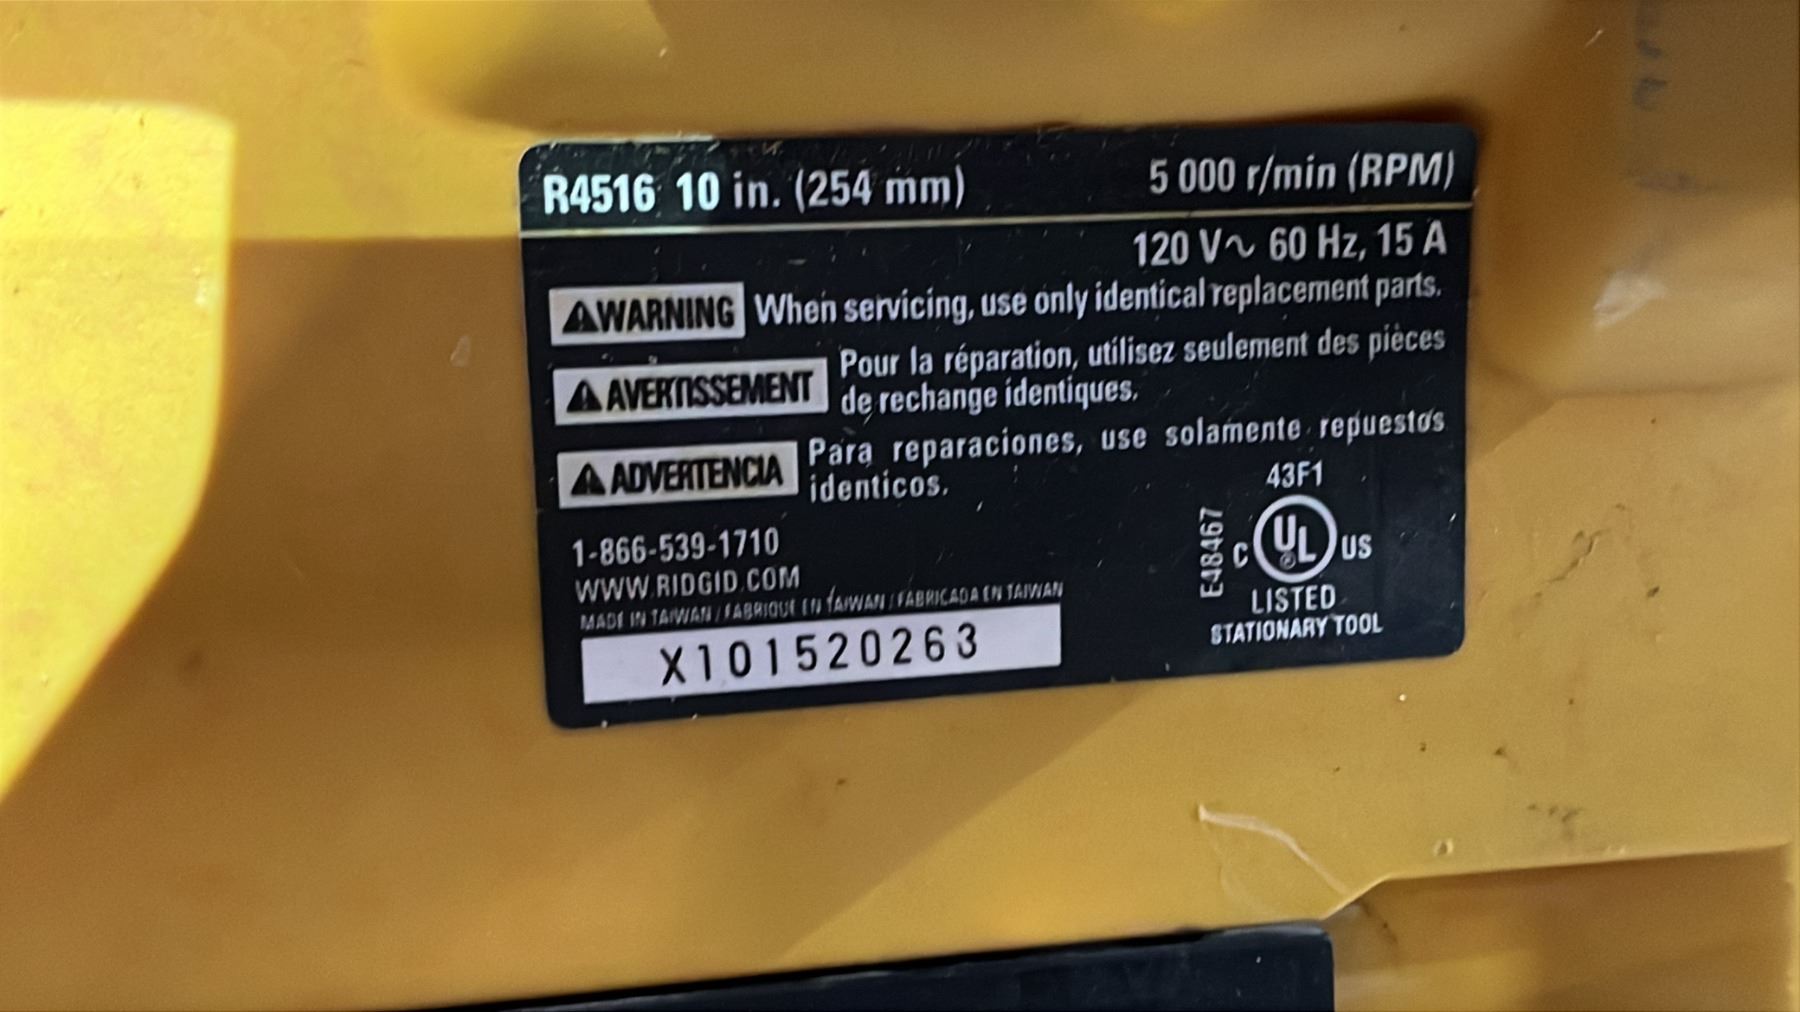 R4516 10 in. (254 mm) 5 000 r/min (RPM)
120 V~ 60 Hz, 15 A
⚠WARNING When servicing, use only identical replacement parts.
⚠AVERTISSEMENT Pour la réparation, utilisez seulement des pièces
de rechange identiques.
⚠ADVERTENCIA Para reparaciones, use solamente repuestos
identicos.
43F1
E48467
C UL® US
LISTED
STATIONARY TOOL
1-866-539-1710
WWW.RIDGID.COM
MADE IN TAIWAN / FABRIQUE EN TAIWAN / FABRICADA EN TAIWAN
X101520263